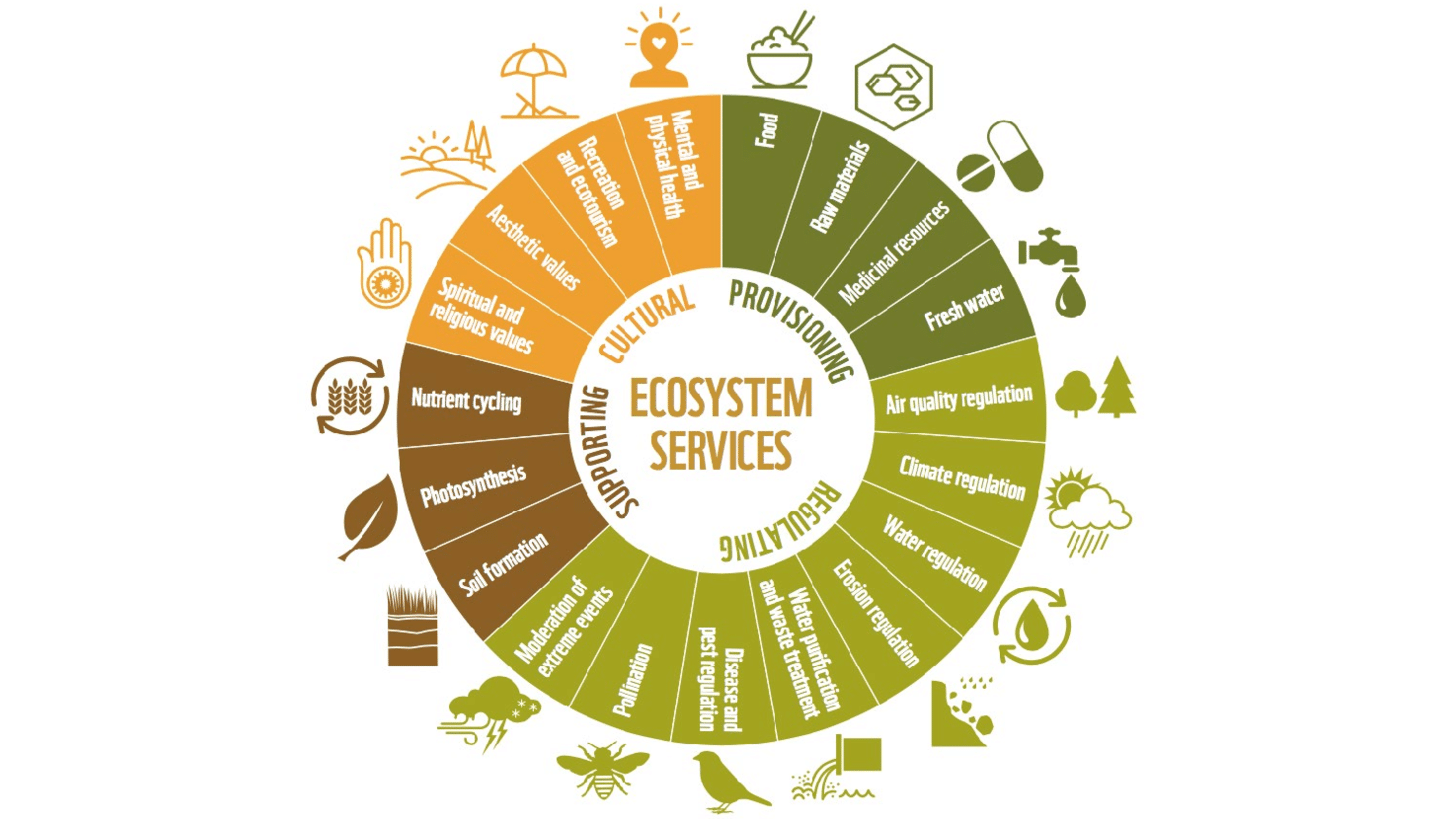 ECOSYSTEM
SERVICES
PROVISIONING
Food
Raw materials
Medicinal resources
Fresh water
REGULATING
Air quality regulation
Climate regulation
Water regulation
Erosion regulation
Water purification
and waste treatment
Disease and
pest regulation
Pollination
Moderation of
extreme events
SUPPORTING
Soil formation
Photosynthesis
Nutrient cycling
CULTURAL
Spiritual and
religious values
Aesthetic values
Recreation
and ecotourism
Mental and
physical health